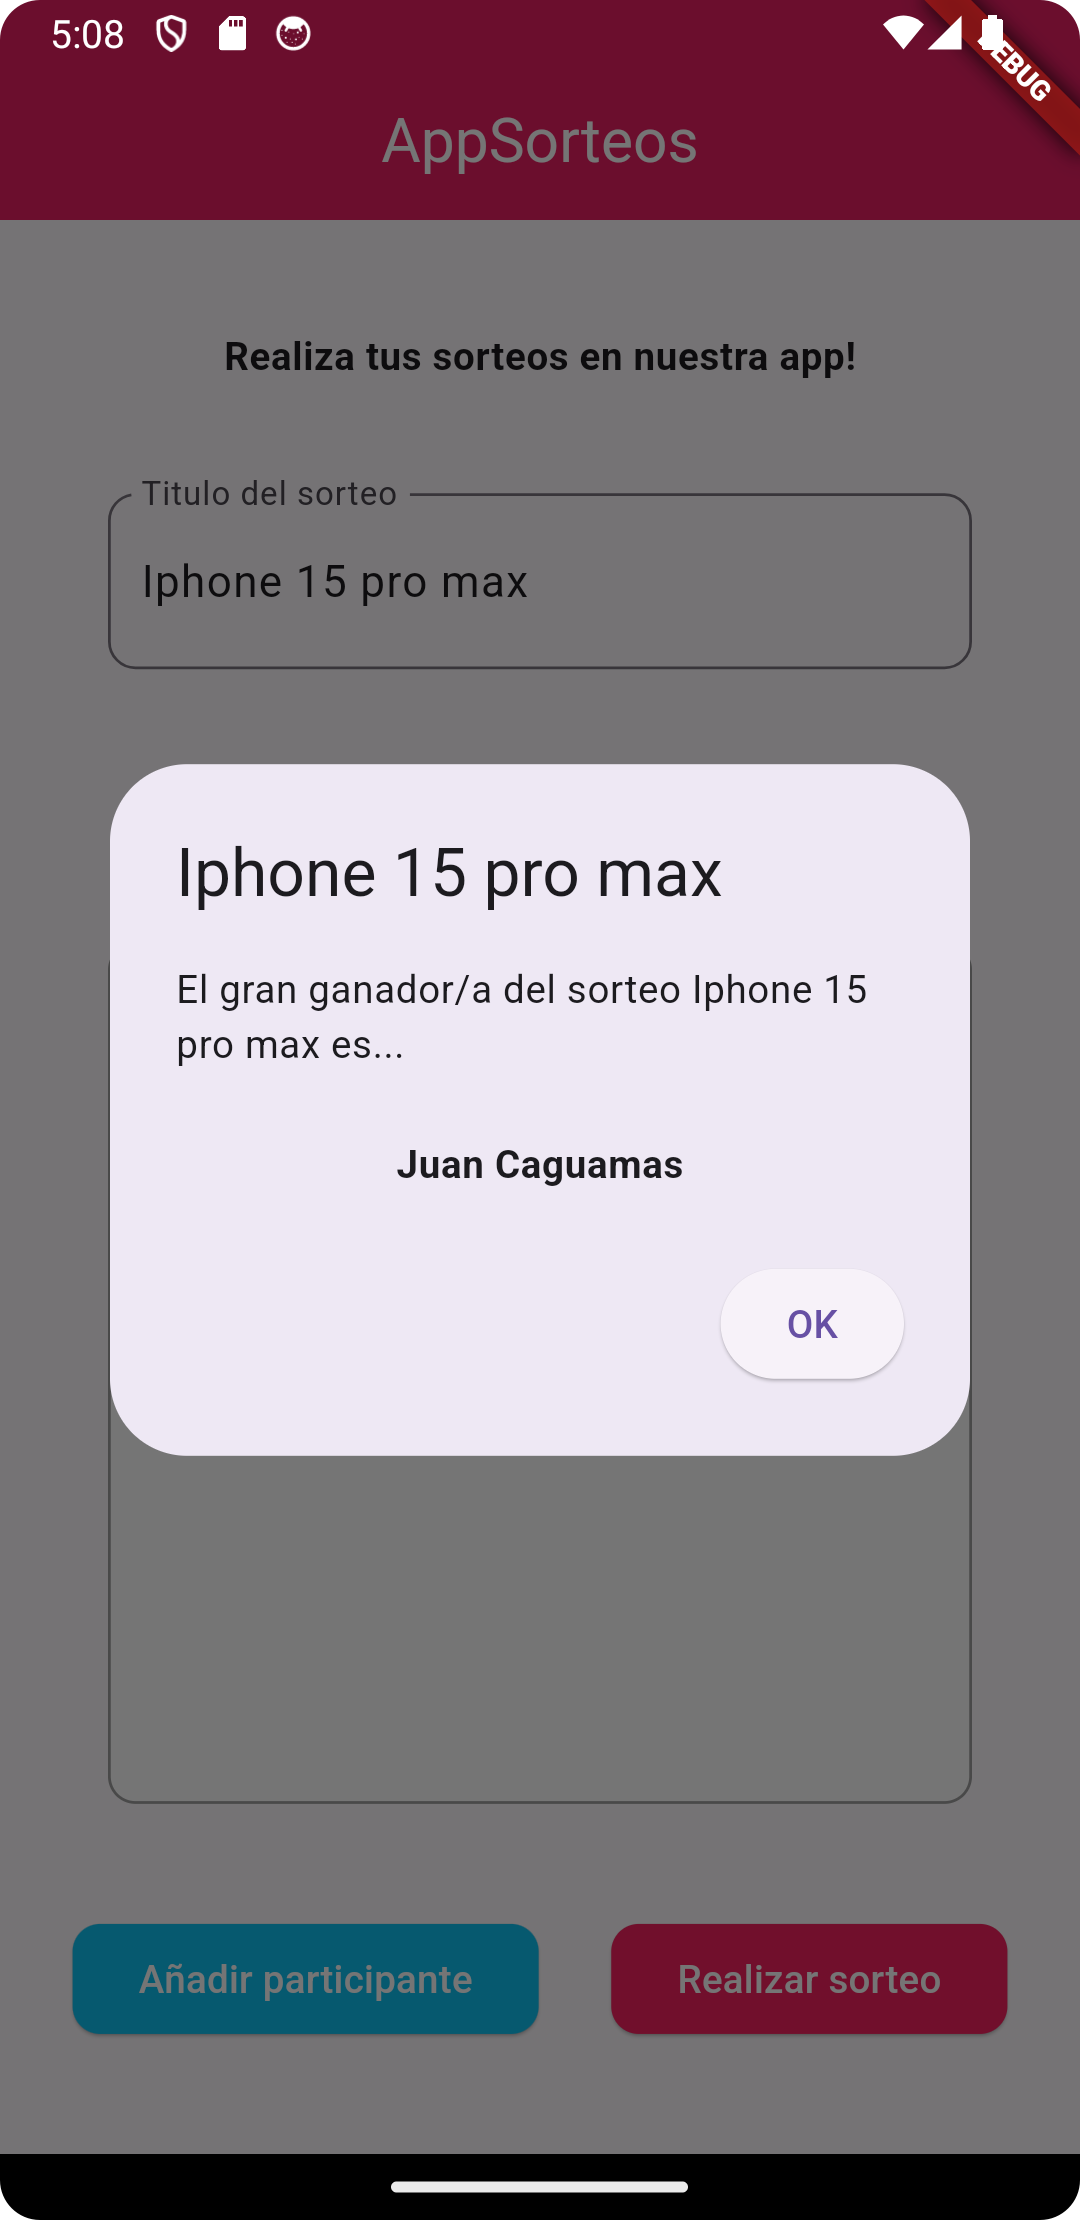 5:08
EBUG
AppSorteos
Realiza tus sorteos en nuestra app!
Titulo del sorteo
Iphone 15 pro max
Iphone 15 pro max
El gran ganador/a del sorteo Iphone 15
pro max es...
Juan Caguamas
OK
Añadir participante
Realizar sorteo